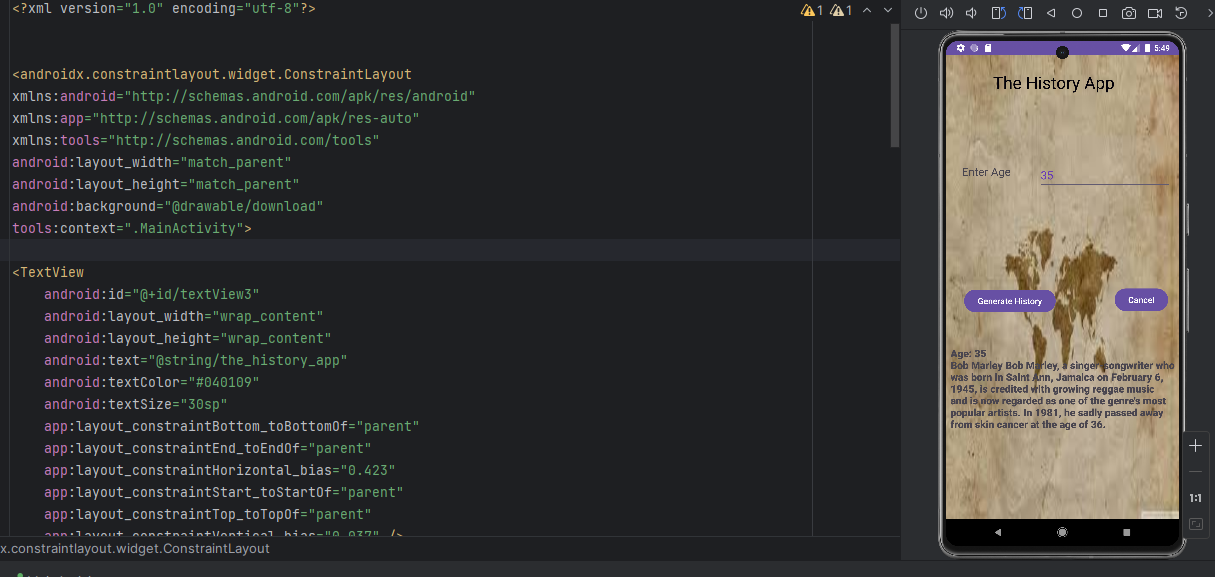 <?xml version="1.0" encoding="utf-8"?>
1 1
<androidx.constraintlayout.widget.ConstraintLayout
xmlns:android="http://schemas.android.com/apk/res/android"
xmlns:app="http://schemas.android.com/apk/res-auto"
xmlns:tools="http://schemas.android.com/tools"
android:layout_width="match_parent"
android:layout_height="match_parent"
android:background="@drawable/download"
tools:context=".MainActivity">
<TextView
android:id="@+id/textView3"
android:layout_width="wrap_content"
android:layout_height="wrap_content"
android:text="@string/the_history_app"
android:textColor="#040109"
android:textSize="30sp"
app:layout_constraintBottom_toBottomOf="parent"
app:layout_constraintEnd_toEndOf="parent"
app:layout_constraintHorizontal_bias="0.423"
app:layout_constraintStart_toStartOf="parent"
app:layout_constraintTop_toTopOf="parent"
app:layout_constraintVertical_bias="0.037" />
x.constraintlayout.widget.ConstraintLayout
5:49
The History App
Enter Age
35
Generate History
Cancel
Age: 35
Bob Marley Bob Marley, a singer-songwriter who
was born in Saint Ann, Jamaica on February 6,
1945, is credited with growing reggae music
and is now regarded as one of the genre's most
popular artists. In 1981, he sadly passed away
from skin cancer at the age of 36.
1:1